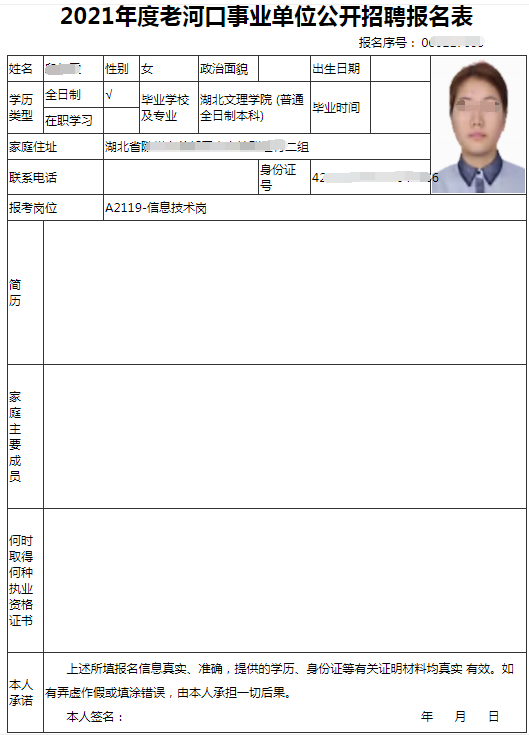 2021年度老河口事业单位公开招聘报名表
报名序号：
姓名 性别 女 政治面貌 出生日期
学历类型 全日制 √ 毕业学校及专业 湖北文理学院 (普通全日制本科) 毕业时间
在职学习
家庭住址 湖北省 二组
联系电话 身份证号 42
报考岗位 A2119-信息技术岗
简历
家庭主要成员
何时
取得
何种
执业
资格
证书
本人
承诺
上述所填报名信息真实、准确，提供的学历、身份证等有关证明材料均真实 有效。如
有弄虚作假或填涂错误，由本人承担一切后果。
本人签名： 年 月 日